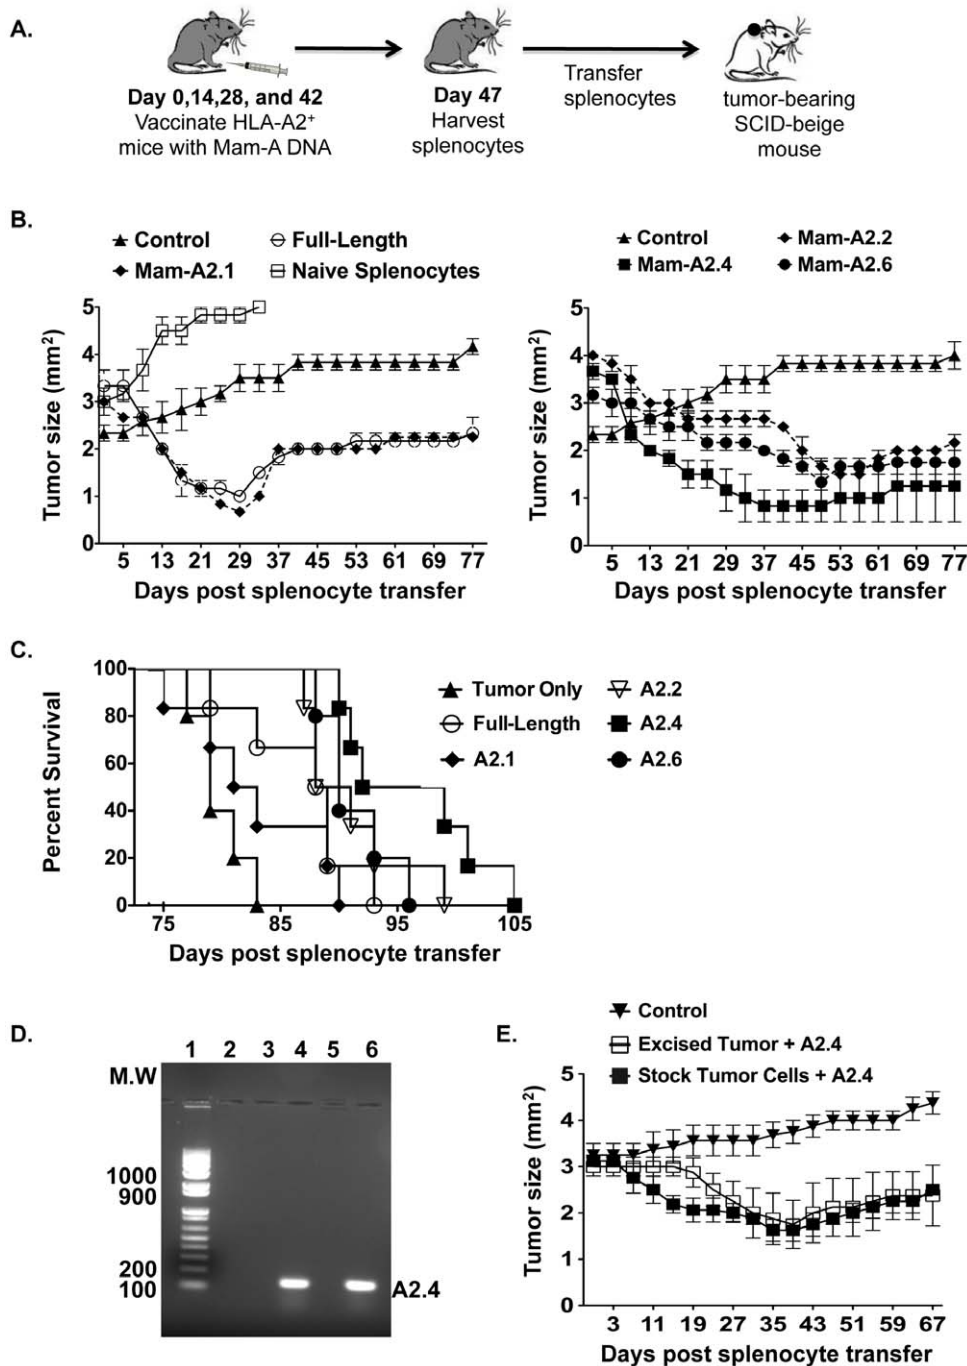 A.
Day 0,14,28, and 42
Vaccinate HLA-A2+
mice with Mam-A DNA
Day 47
Harvest
splenocytes
Transfer
splenocytes
tumor-bearing
SCID-beige
mouse
B.
Control
Full-Length
Mam-A2.1
Naive Splenocytes
Tumor size (mm²)
5
4
3
2
1
0
5 13 21 29 37 45 53 61 69 77
Days post splenocyte transfer
Control
Mam-A2.2
Mam-A2.4
Mam-A2.6
Tumor size (mm²)
5
4
3
2
1
0
5 13 21 29 37 45 53 61 69 77
Days post splenocyte transfer
C.
Percent Survival
100
80
60
40
20
0
75 85 95 105
Days post splenocyte transfer
Tumor Only
A2.2
Full-Length
A2.4
A2.1
A2.6
D.
1 2 3 4 5 6
M.W
1000
900
200
100
A2.4
E.
Control
Excised Tumor + A2.4
Stock Tumor Cells + A2.4
Tumor size (mm²)
5
4
3
2
1
0
3 11 19 27 35 43 51 59 67
Days post splenocyte transfer